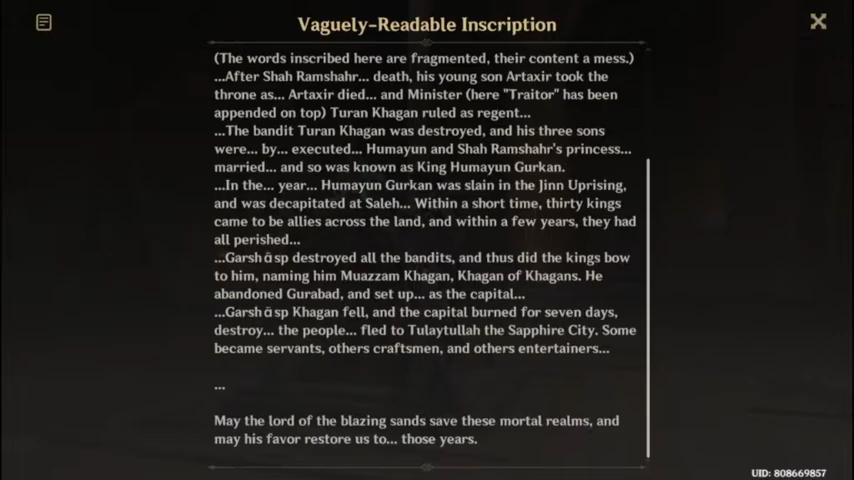 Vaguely-Readable Inscription
(The words inscribed here are fragmented, their content a mess.)
...After Shah Ramshahr... death, his young son Artaxir took the
throne as... Artaxir died... and Minister (here "Traitor" has been
appended on top) Turan Khagan ruled as regent...
...The bandit Turan Khagan was destroyed, and his three sons
were... by... executed... Humayun and Shah Ramshahr's princess...
married... and so was known as King Humayun Gurkan.
...In the... year... Humayun Gurkan was slain in the Jinn Uprising,
and was decapitated at Saleh... Within a short time, thirty kings
came to be allies across the land, and within a few years, they had
all perished...
...Garshāsp destroyed all the bandits, and thus did the kings bow
to him, naming him Muazzam Khagan, Khagan of Khagans. He
abandoned Gurabad, and set up... as the capital...
...Garshāsp Khagan fell, and the capital burned for seven days,
destroy... the people... fled to Tulaytullah the Sapphire City. Some
became servants, others craftsmen, and others entertainers...
...
May the lord of the blazing sands save these mortal realms, and
may his favor restore us to... those years.
UID: 808669857